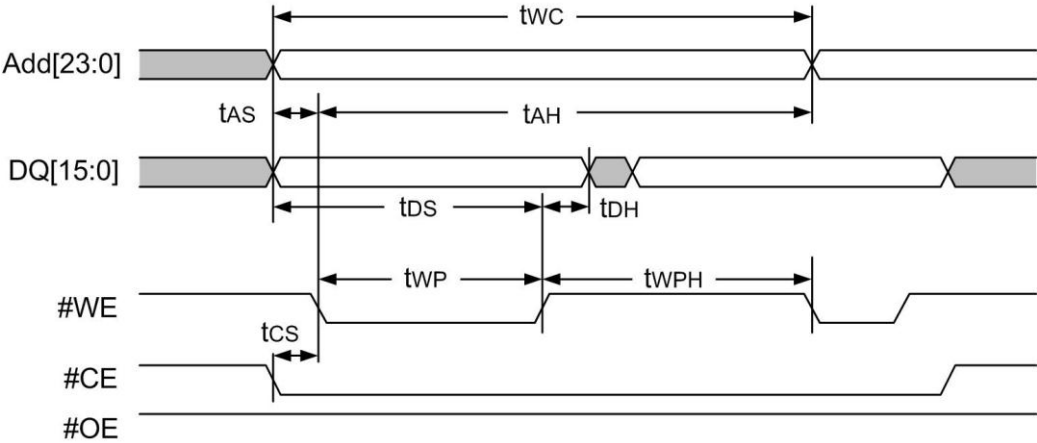 tWC
Add[23:0]
tAS tAH
DQ[15:0]
tDS tDH
tWP tWPH
#WE
tCS
#CE
#OE